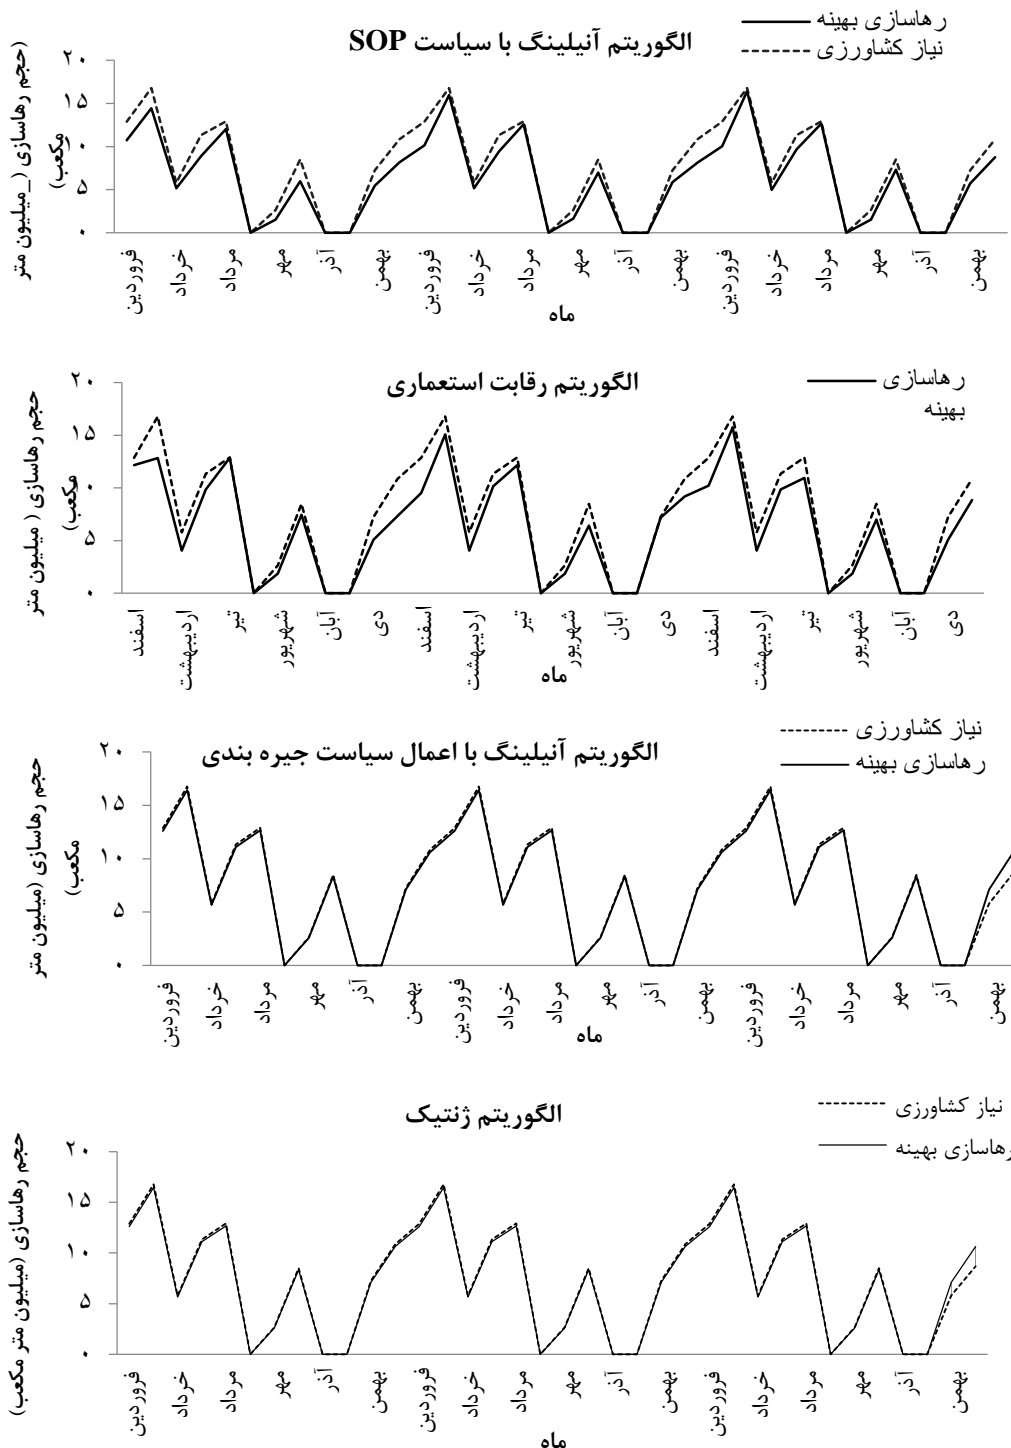 الگوریتم آنیلینگ با سیاست SOP
رهاسازی بهینه
نیاز کشاورزی
حجم رهاسازی (_میلیون متر
مکعب)
۲۰
۱۵
۱۰
۵
۰
فروردین
خرداد
مرداد
مهر
آذر
بهمن
فروردین
خرداد
مرداد
مهر
آذر
بهمن
فروردین
خرداد
مرداد
مهر
آذر
بهمن
ماه
الگوریتم رقابت استعماری
رهاسازی
بهینه
حجم رهاسازی ( میلیون متر
مکعب)
۲۰
۱۵
۱۰
۵
۰
اسفند
اردیبهشت
تیر
شهریور
آبان
دی
اسفند
اردیبهشت
تیر
شهریور
آبان
دی
اسفند
اردیبهشت
تیر
شهریور
آبان
دی
ماه
الگوریتم آنیلینگ با اعمال سیاست جیره بندی
نیاز کشاورزی
رهاسازی بهینه
حجم رهاسازی (میلیون متر
مکعب)
۲۰
۱۵
۱۰
۵
۰
فروردین
خرداد
مرداد
مهر
آذر
بهمن
فروردین
خرداد
مرداد
مهر
آذر
بهمن
فروردین
خرداد
مرداد
مهر
آذر
بهمن
ماه
الگوریتم ژنتیک
نیاز کشاورزی
رهاسازی بهینه
حجم رهاسازی (میلیون متر مکعب)
۲۰
۱۵
۱۰
۵
۰
فروردین
خرداد
مرداد
مهر
آذر
بهمن
فروردین
خرداد
مرداد
مهر
آذر
بهمن
فروردین
خرداد
مرداد
مهر
آذر
بهمن
ماه